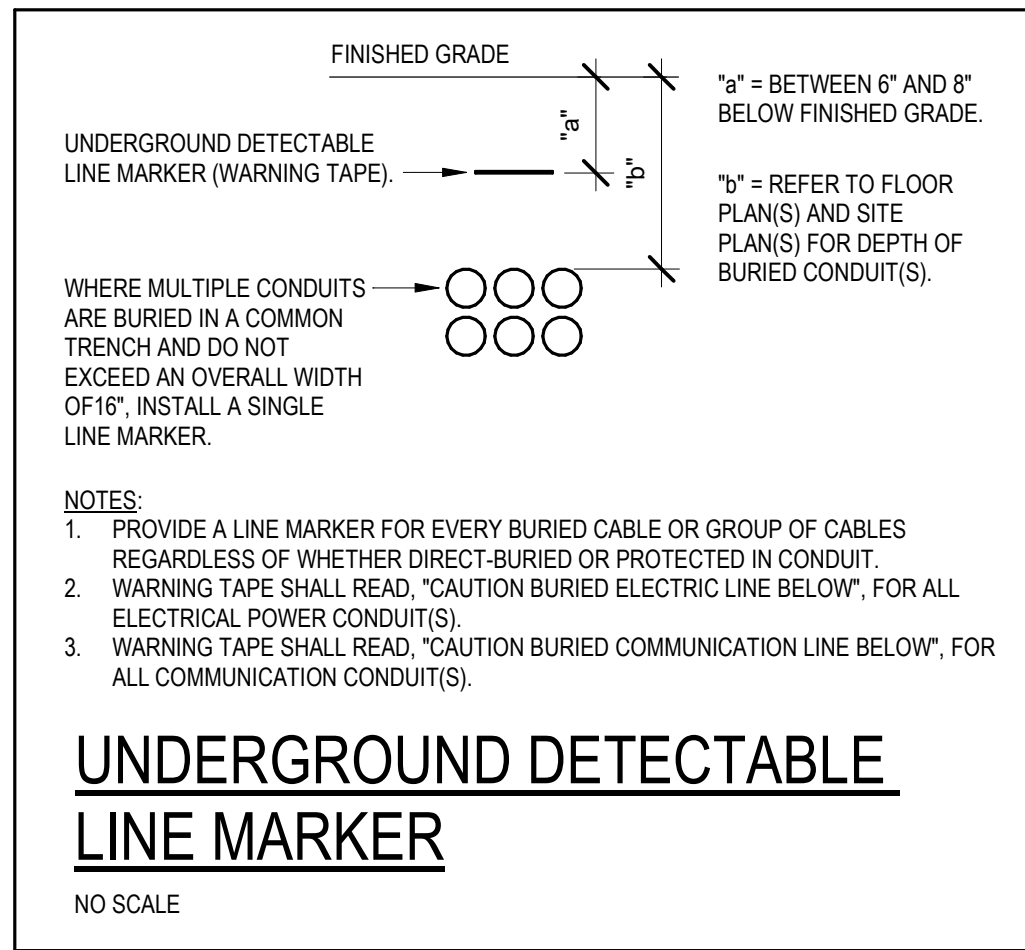 FINISHED GRADE
"a"
"b"
"a" = BETWEEN 6" AND 8"
BELOW FINISHED GRADE.
UNDERGROUND DETECTABLE
LINE MARKER (WARNING TAPE).
"b" = REFER TO FLOOR
PLAN(S) AND SITE
PLAN(S) FOR DEPTH OF
BURIED CONDUIT(S).
WHERE MULTIPLE CONDUITS
ARE BURIED IN A COMMON
TRENCH AND DO NOT
EXCEED AN OVERALL WIDTH
OF16", INSTALL A SINGLE
LINE MARKER.
NOTES:
1. PROVIDE A LINE MARKER FOR EVERY BURIED CABLE OR GROUP OF CABLES
REGARDLESS OF WHETHER DIRECT-BURIED OR PROTECTED IN CONDUIT.
2. WARNING TAPE SHALL READ, "CAUTION BURIED ELECTRIC LINE BELOW", FOR ALL
ELECTRICAL POWER CONDUIT(S).
3. WARNING TAPE SHALL READ, "CAUTION BURIED COMMUNICATION LINE BELOW", FOR
ALL COMMUNICATION CONDUIT(S).
UNDERGROUND DETECTABLE
LINE MARKER
NO SCALE